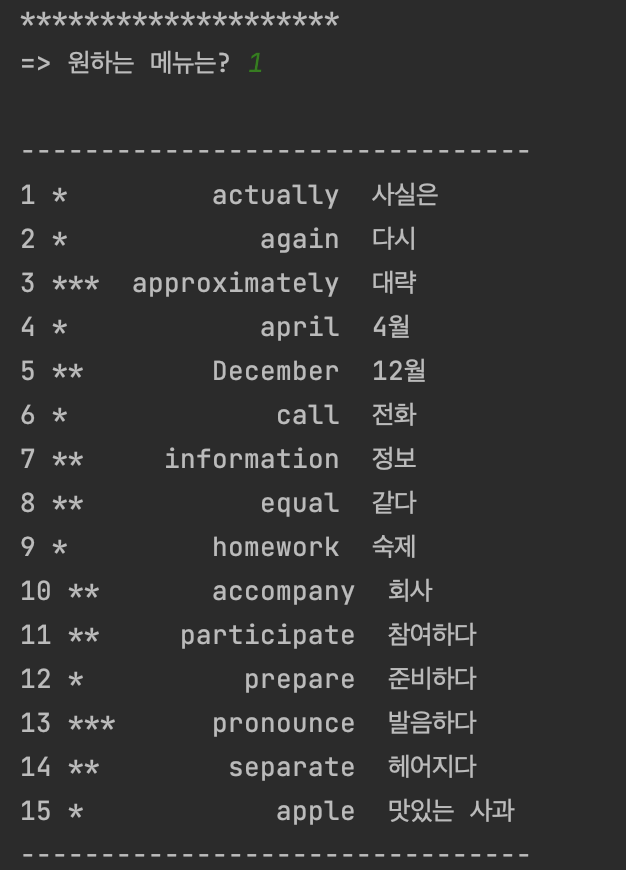 ********************
=> 원하는 메뉴는? 1
--------------------------------
1 *         actually  사실은
2 *            again  다시
3 ***  approximately  대략
4 *            april  4월
5 **        December  12월
6 *             call  전화
7 **     information  정보
8 **           equal  같다
9 *         homework  숙제
10 **       accompany  회사
11 **     participate  참여하다
12 *          prepare  준비하다
13 ***      pronounce  발음하다
14 **        separate  헤어지다
15 *            apple  맛있는 사과
--------------------------------